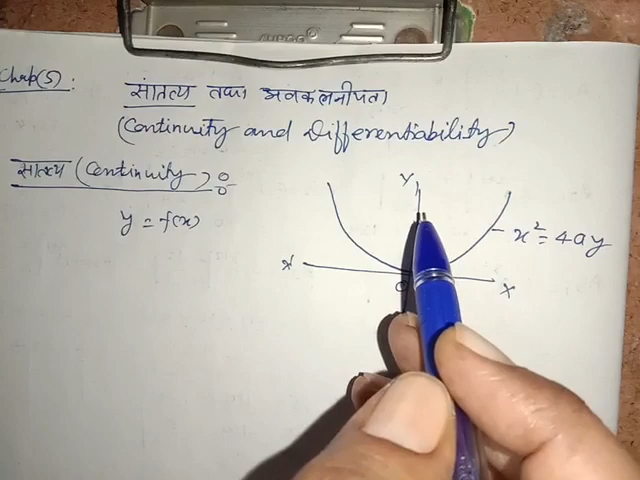 Chap(5):
सांतत्य तथा अवकलनीयता
(Continuity and Differentiability)
सांतत्य (Continuity) :-
y = f(x)
Y
x² = 4ay
X'
O
X